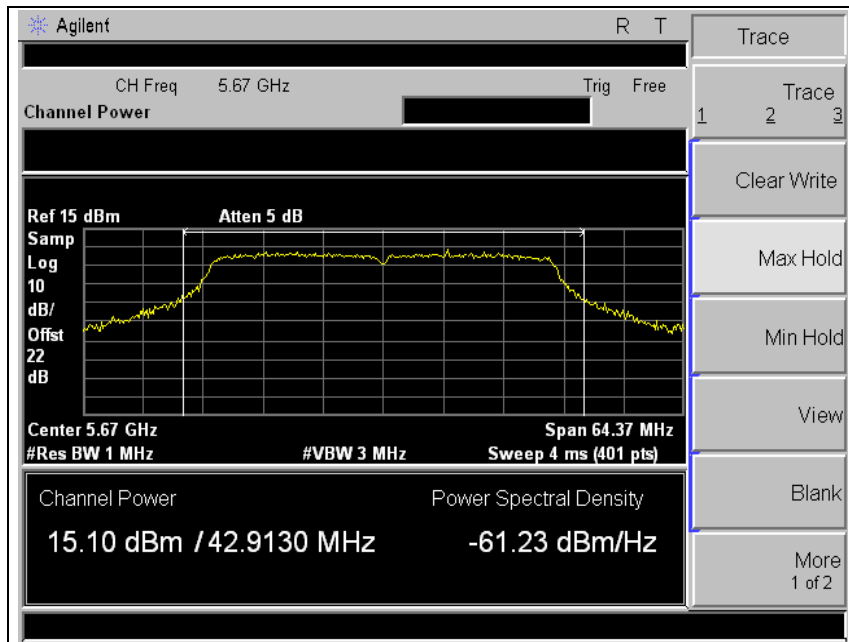 Agilent R T
CH Freq 5.67 GHz Trig Free
Channel Power
Ref 15 dBm Atten 5 dB
Samp
Log
10
dB/
Offst
22
dB
Center 5.67 GHz Span 64.37 MHz
#Res BW 1 MHz #VBW 3 MHz Sweep 4 ms (401 pts)
Channel Power Power Spectral Density
15.10 dBm / 42.9130 MHz -61.23 dBm/Hz
Trace
Trace
1 2 3
Clear Write
Max Hold
Min Hold
View
Blank
More
1 of 2